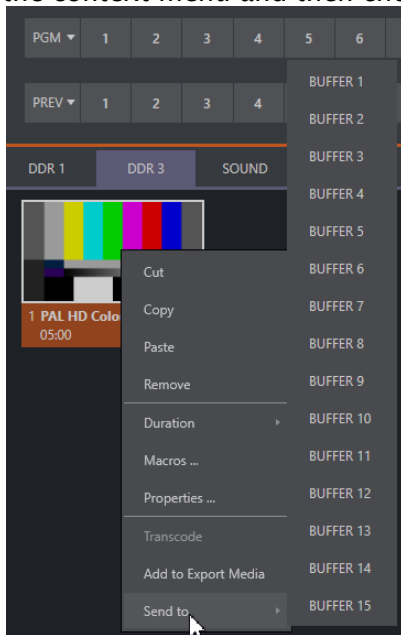 PGM 1 2 3 4 5 6
PREV 1 2 3 4
DDR 1 DDR 3 SOUND
1 PAL HD Colo
05:00
Cut
Copy
Paste
Remove
Duration
Macros ...
Properties ...
Transcode
Add to Export Media
Send to
BUFFER 1
BUFFER 2
BUFFER 3
BUFFER 4
BUFFER 5
BUFFER 6
BUFFER 7
BUFFER 8
BUFFER 9
BUFFER 10
BUFFER 11
BUFFER 12
BUFFER 13
BUFFER 14
BUFFER 15